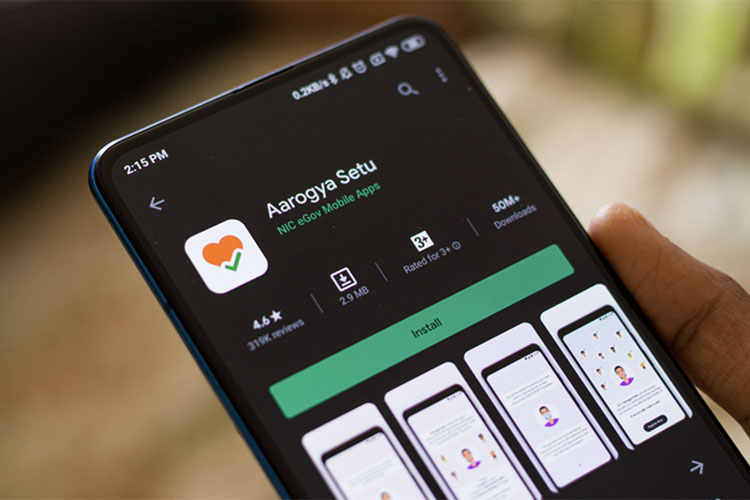 0.2KB/s
2:15 PM
Aarogya Setu
NIC eGov Mobile Apps
4.6★
319K reviews
2.9 MB
3+
Rated for 3+
50M+
Downloads
Install